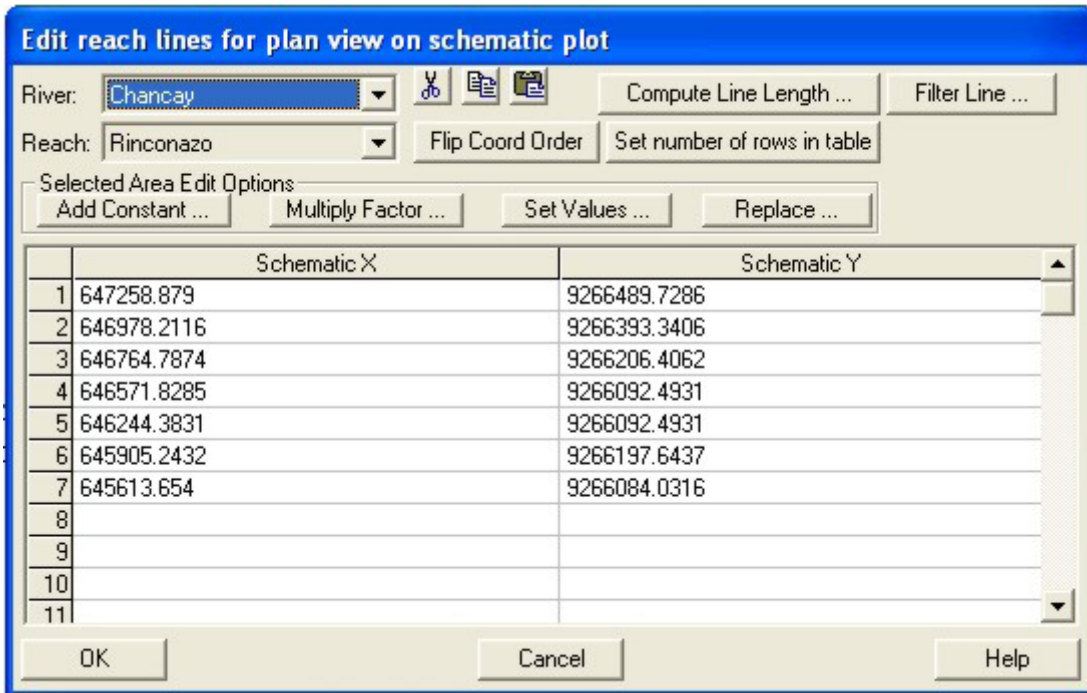 Edit reach lines for plan view on schematic plot
River: Chancay Compute Line Length ... Filter Line ...
Reach: Rinconazo Flip Coord Order Set number of rows in table
Selected Area Edit Options
Add Constant ... Multiply Factor ... Set Values ... Replace ...
Schematic X Schematic Y
1 647258.879 9266489.7286
2 646978.2116 9266393.3406
3 646764.7874 9266206.4062
4 646571.8285 9266092.4931
5 646244.3831 9266092.4931
6 645905.2432 9266197.6437
7 645613.654 9266084.0316
8
9
10
11
OK Cancel Help